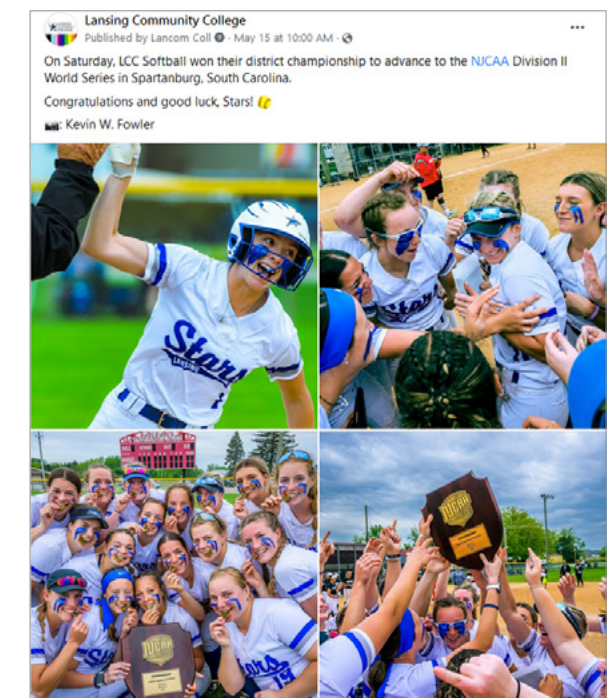 Lansing Community College
Published by Lancom Coll · May 15 at 10:00 AM ·
On Saturday, LCC Softball won their district championship to advance to the NJCAA Division II
World Series in Spartanburg, South Carolina.
Congratulations and good luck, Stars! 🥎
📷: Kevin W. Fowler
Stars
LANSING
Stars
NJCAA
Stars
NJCAA